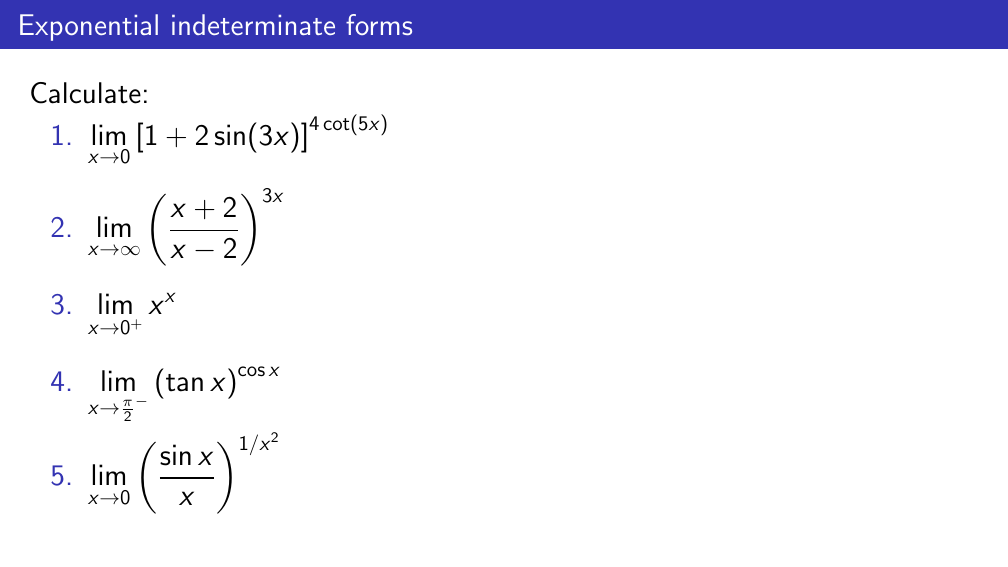 Exponential indeterminate forms
Calculate:
1. lim_{x→0} [1 + 2 sin(3x)]^{4 cot(5x)}
2. lim_{x→∞} ((x + 2)/(x − 2))^{3x}
3. lim_{x→0⁺} x^x
4. lim_{x→π/2⁻} (tan x)^{cos x}
5. lim_{x→0} ((sin x)/x)^{1/x²}